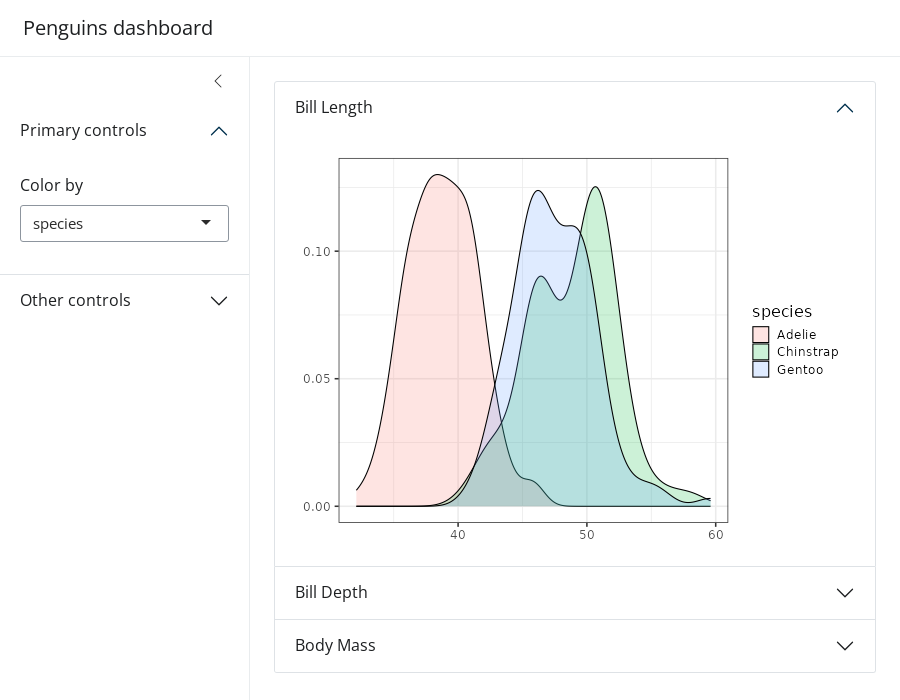 Penguins dashboard
Primary controls
Color by
species
Other controls
Bill Length
0.10
0.05
0.00
40 50 60
species
Adelie
Chinstrap
Gentoo
Bill Depth
Body Mass